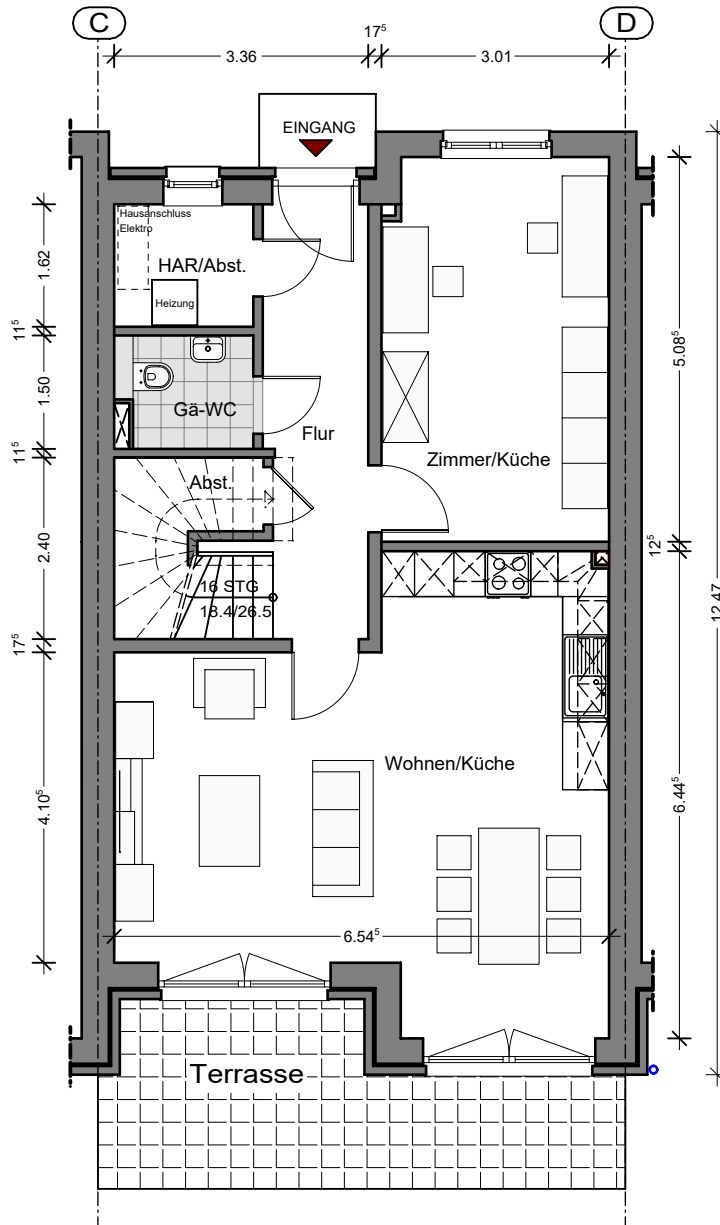 C
D
17⁵
3.36
3.01
EINGANG
Hausanschluss
Elektro
HAR/Abst.
Heizung
1.62
11⁵
1.50
Gä-WC
Flur
11⁵
Abst.
Zimmer/Küche
5.08⁵
2.40
16 STG
18.4/26.5
12⁵
12.47
17⁵
Wohnen/Küche
4.10⁵
6.44⁵
6.54⁵
Terrasse